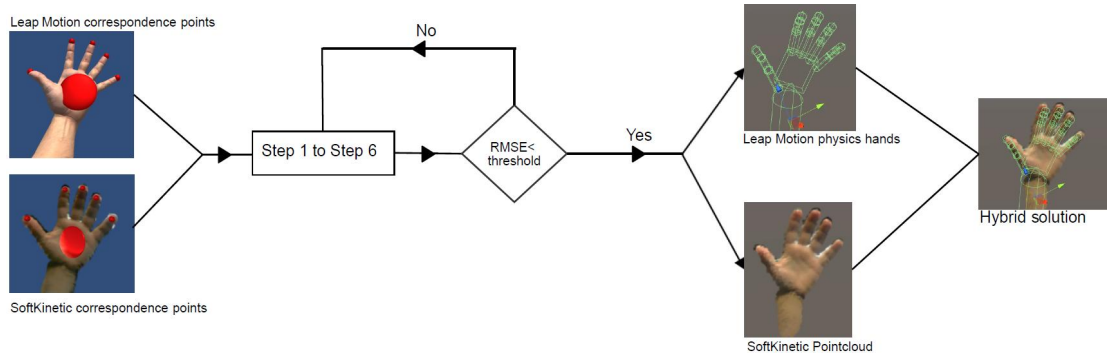 Leap Motion correspondence points
SoftKinetic correspondence points
Step 1 to Step 6
No
RMSE<
threshold
Yes
Leap Motion physics hands
SoftKinetic Pointcloud
Hybrid solution